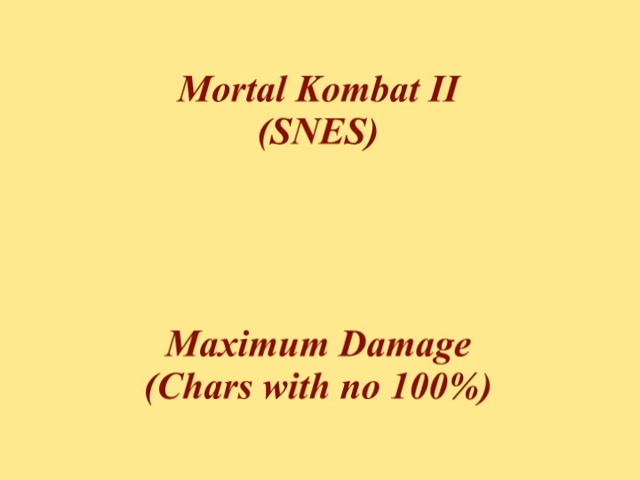 Mortal Kombat II
(SNES)
Maximum Damage
(Chars with no 100%)